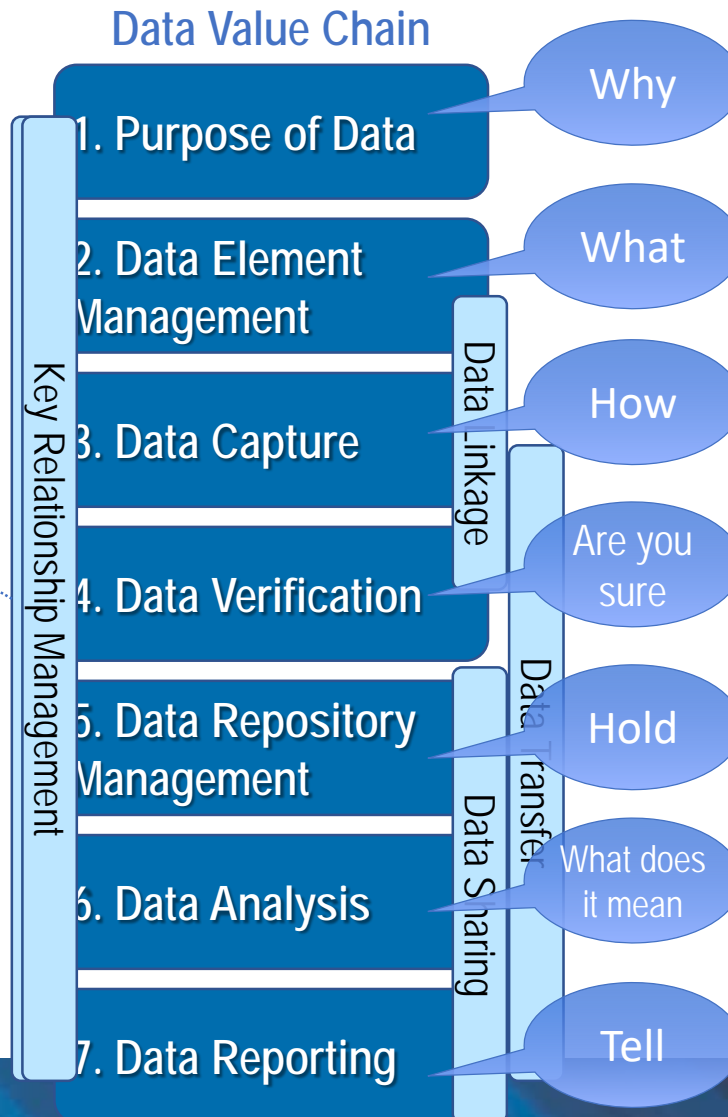 Data Value Chain
1. Purpose of Data
Why
2. Data Element
Management
What
3. Data Capture
How
4. Data Verification
Are you
sure
5. Data Repository
Management
Hold
6. Data Analysis
What does
it mean
7. Data Reporting
Tell
Key Relationship Management
Data Linkage
Data Transfer
Data Sharing